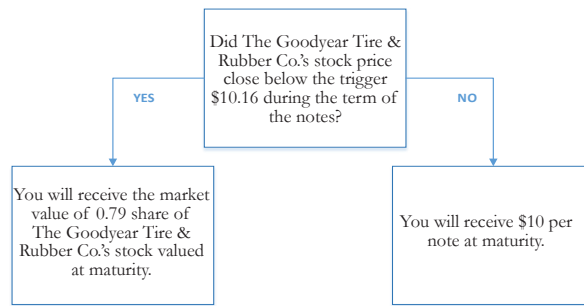 Did The Goodyear Tire &
Rubber Co.'s stock price
close below the trigger
$10.16 during the term of
the notes?
YES
NO
You will receive the market
value of 0.79 share of
The Goodyear Tire &
Rubber Co.'s stock valued
at maturity.
You will receive $10 per
note at maturity.